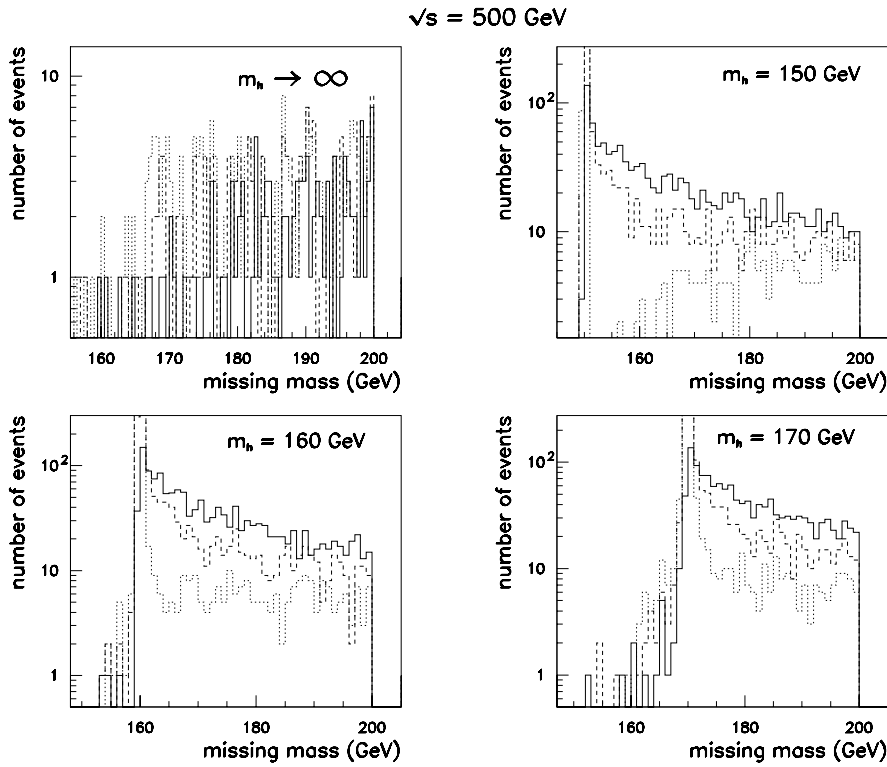 √s = 500 GeV
number of events
10
1
m_h → ∞
160 170 180 190 200
missing mass (GeV)
number of events
10^2
10
m_h = 150 GeV
160 180 200
missing mass (GeV)
number of events
10^2
10
1
m_h = 160 GeV
160 180 200
missing mass (GeV)
number of events
10^2
10
1
m_h = 170 GeV
160 180 200
missing mass (GeV)